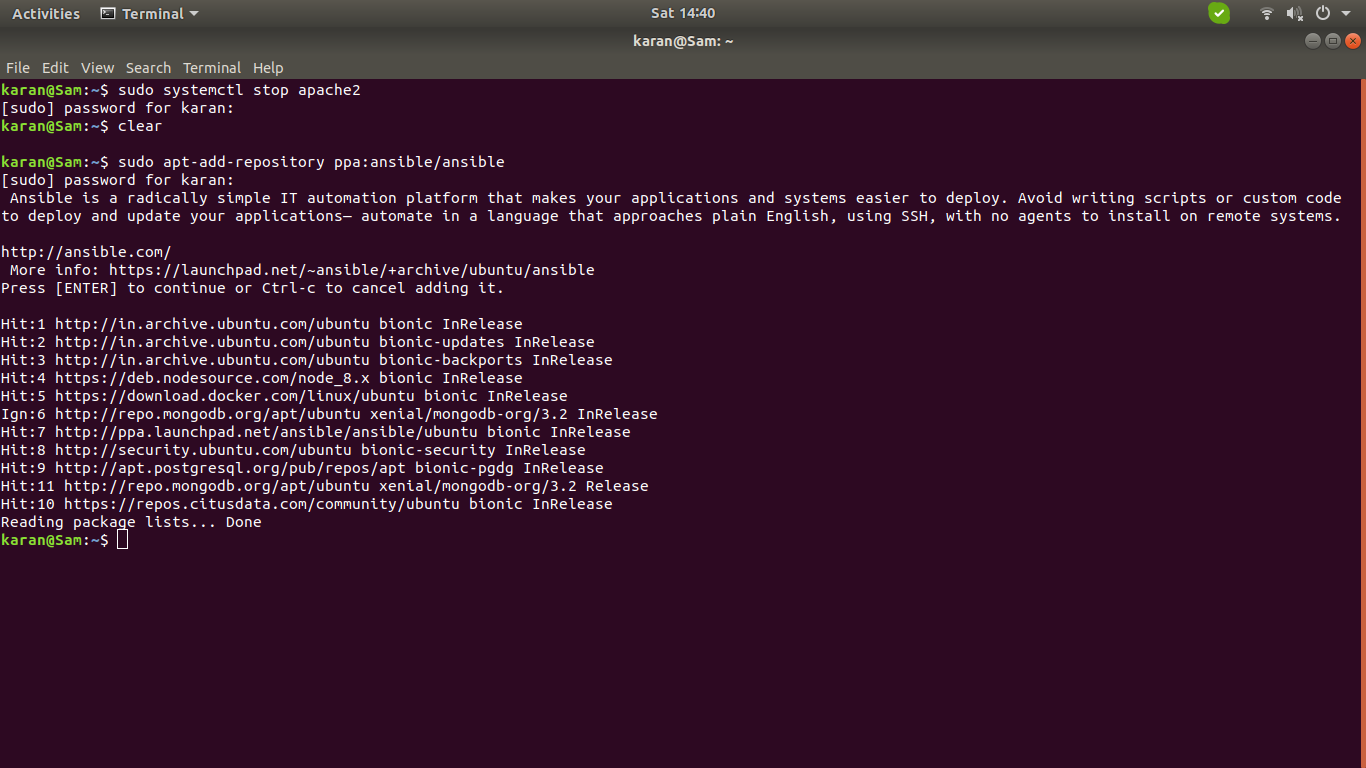 Activities Terminal Sat 14:40
karan@Sam: ~
File Edit View Search Terminal Help
karan@Sam:~$ sudo systemctl stop apache2
[sudo] password for karan:
karan@Sam:~$ clear
karan@Sam:~$ sudo apt-add-repository ppa:ansible/ansible
[sudo] password for karan:
Ansible is a radically simple IT automation platform that makes your applications and systems easier to deploy. Avoid writing scripts or custom code
to deploy and update your applications— automate in a language that approaches plain English, using SSH, with no agents to install on remote systems.
http://ansible.com/
More info: https://launchpad.net/~ansible/+archive/ubuntu/ansible
Press [ENTER] to continue or Ctrl-c to cancel adding it.
Hit:1 http://in.archive.ubuntu.com/ubuntu bionic InRelease
Hit:2 http://in.archive.ubuntu.com/ubuntu bionic-updates InRelease
Hit:3 http://in.archive.ubuntu.com/ubuntu bionic-backports InRelease
Hit:4 https://deb.nodesource.com/node_8.x bionic InRelease
Hit:5 https://download.docker.com/linux/ubuntu bionic InRelease
Ign:6 http://repo.mongodb.org/apt/ubuntu xenial/mongodb-org/3.2 InRelease
Hit:7 http://ppa.launchpad.net/ansible/ansible/ubuntu bionic InRelease
Hit:8 http://security.ubuntu.com/ubuntu bionic-security InRelease
Hit:9 http://apt.postgresql.org/pub/repos/apt bionic-pgdg InRelease
Hit:11 http://repo.mongodb.org/apt/ubuntu xenial/mongodb-org/3.2 Release
Hit:10 https://repos.citusdata.com/community/ubuntu bionic InRelease
Reading package lists... Done
karan@Sam:~$